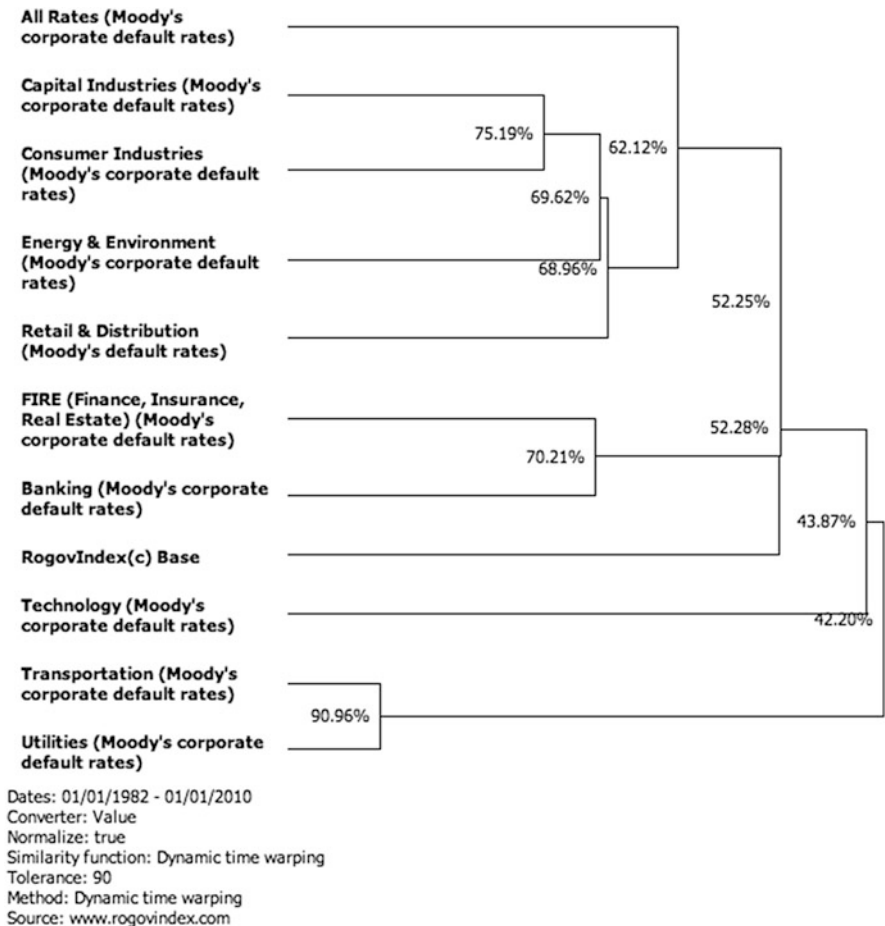 All Rates (Moody's
corporate default rates)
Capital Industries (Moody's
corporate default rates)
75.19%
62.12%
Consumer Industries
(Moody's corporate default
rates)
69.62%
Energy & Environment
(Moody's corporate default
rates)
68.96%
52.25%
Retail & Distribution
(Moody's default rates)
FIRE (Finance, Insurance,
Real Estate) (Moody's
corporate default rates)
52.28%
70.21%
Banking (Moody's corporate
default rates)
43.87%
RogovIndex(c) Base
Technology (Moody's
corporate default rates)
42.20%
Transportation (Moody's
corporate default rates)
90.96%
Utilities (Moody's corporate
default rates)
Dates: 01/01/1982 - 01/01/2010
Converter: Value
Normalize: true
Similarity function: Dynamic time warping
Tolerance: 90
Method: Dynamic time warping
Source: www.rogovindex.com